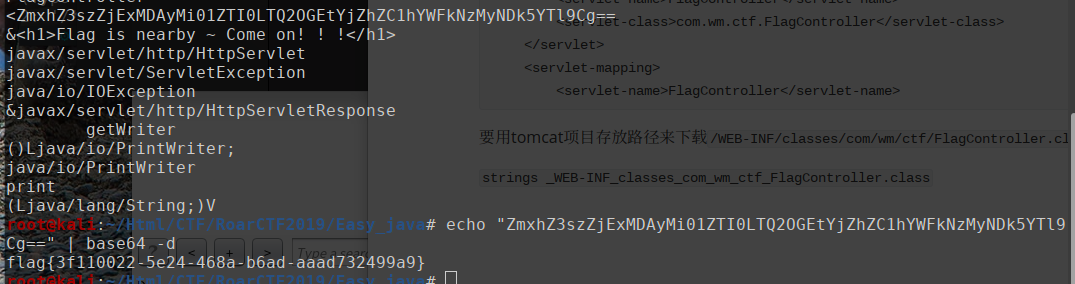 FlagController
<ZmxhZ3szZjExMDAyMi01ZTI0LTQ2OGEtYjZhZC1hYWFkNzMyNDk5YTl9Cg==
&<h1>Flag is nearby ~ Come on! ! !</h1>
javax/servlet/http/HttpServlet
javax/servlet/ServletException
java/io/IOException
&javax/servlet/http/HttpServletResponse
getWriter
()Ljava/io/PrintWriter;
java/io/PrintWriter
print
(Ljava/lang/String;)V
root@kali:~/Html/CTF/RoarCTF2019/Easy_java# echo "ZmxhZ3szZjExMDAyMi01ZTI0LTQ2OGEtYjZhZC1hYWFkNzMyNDk5YTl9
Cg==" | base64 -d
flag{3f110022-5e24-468a-b6ad-aaad732499a9}
root@kali:~/Html/CTF/RoarCTF2019/Easy_java#
<servlet-name>FlagController</servlet-name>
<servlet-class>com.wm.ctf.FlagController</servlet-class>
</servlet>
<servlet-mapping>
<servlet-name>FlagController</servlet-name>
要用tomcat项目存放路径来下载 /WEB-INF/classes/com/wm/ctf/FlagController.cl
strings _WEB-INF_classes_com_wm_ctf_FlagController.class